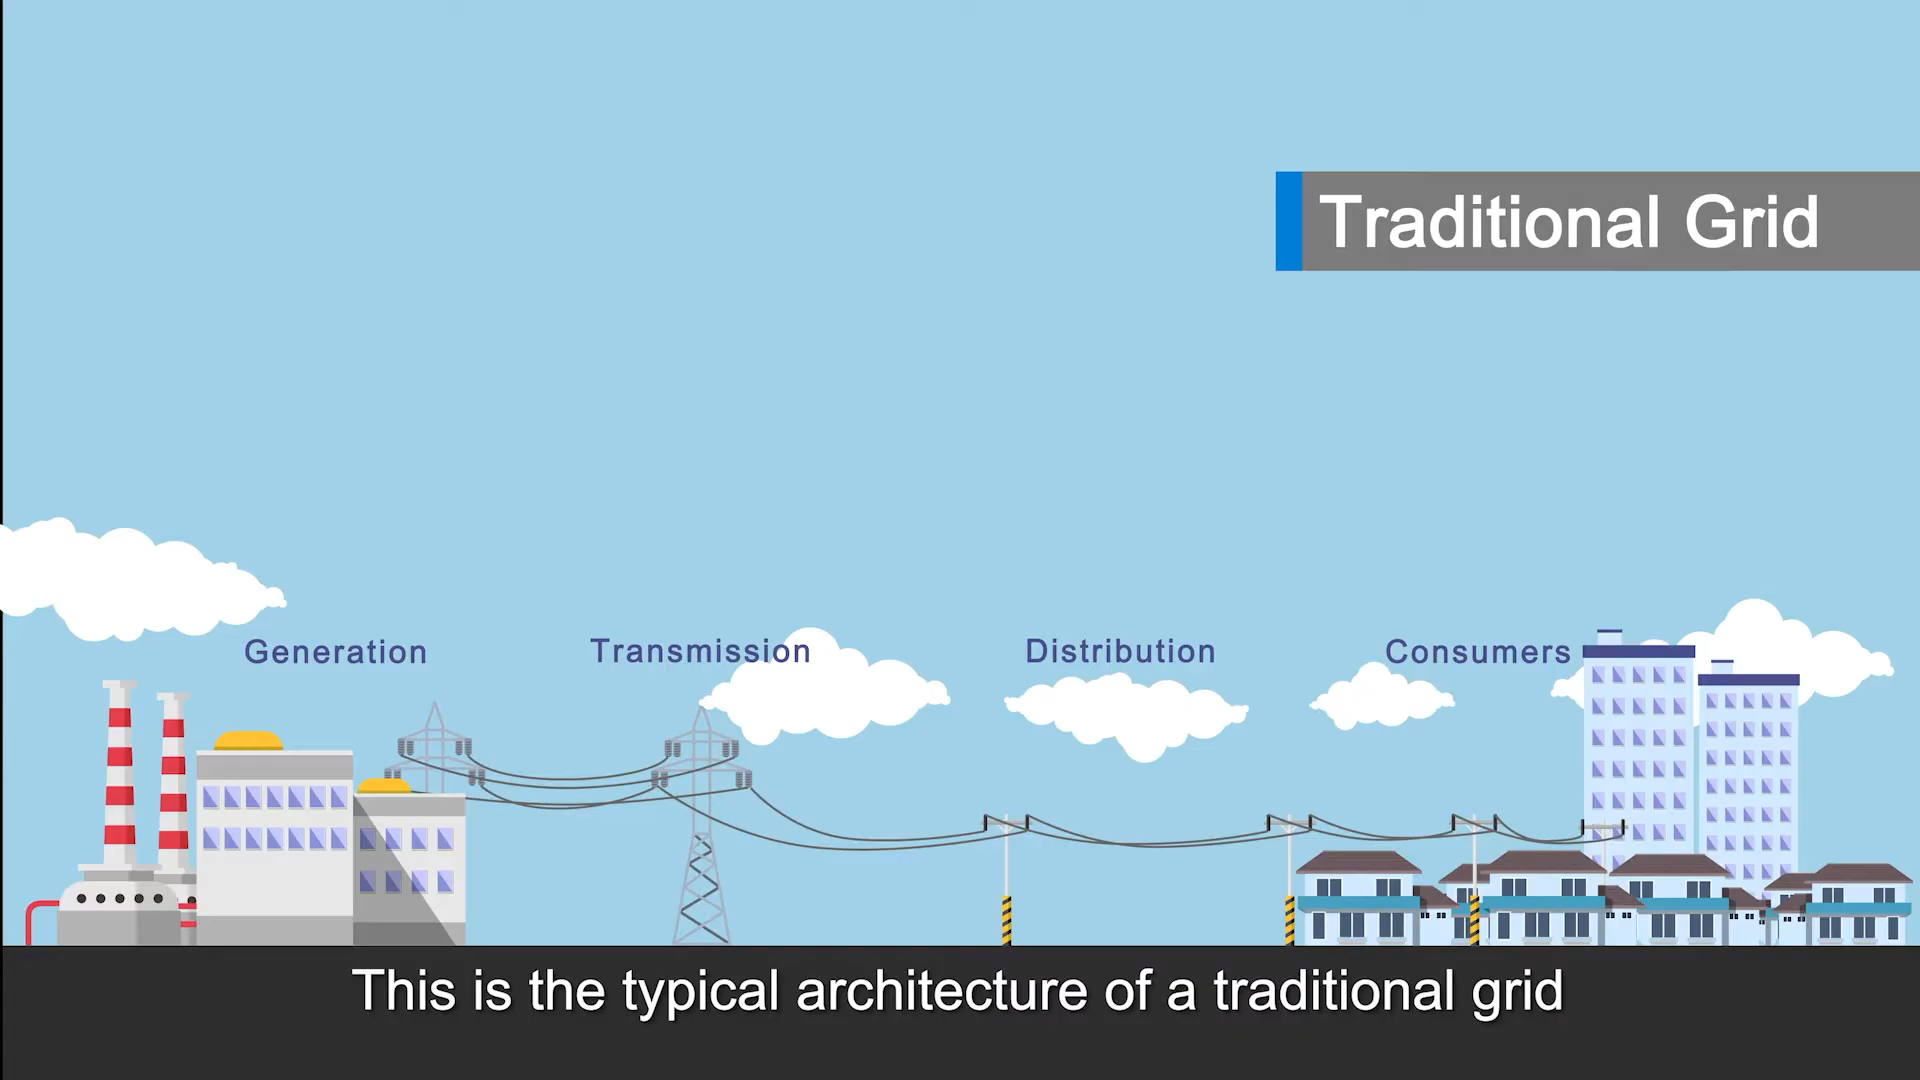 Traditional Grid
Generation
Transmission
Distribution
Consumers
This is the typical architecture of a traditional grid